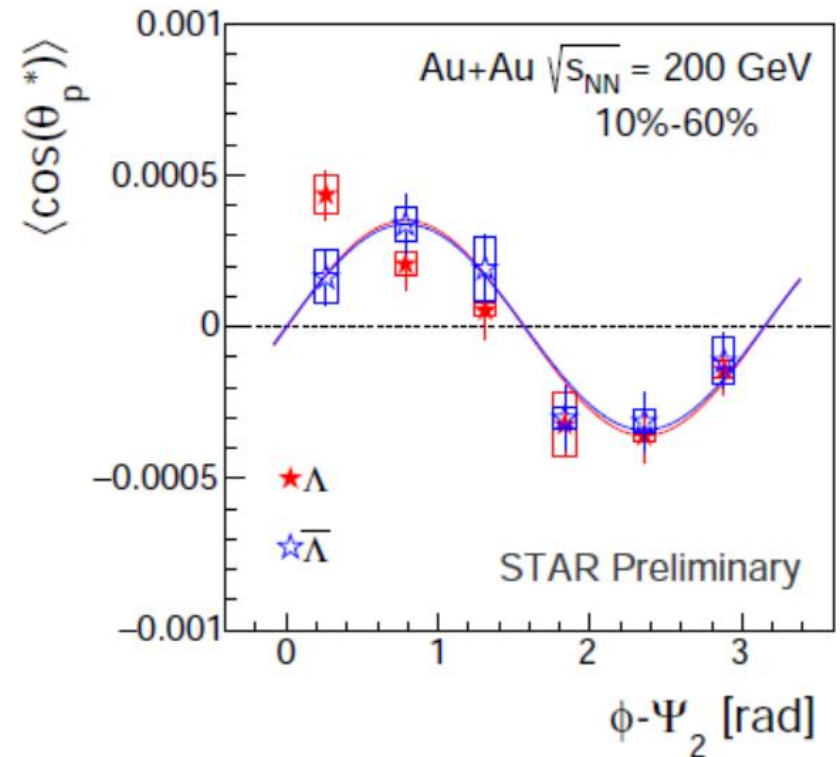 0.001
⟨cos(θp*)⟩
Au+Au √sNN = 200 GeV
10%-60%
0.0005
0
−0.0005
Λ
Λ̅
STAR Preliminary
−0.001
0 1 2 3
ϕ-Ψ2 [rad]